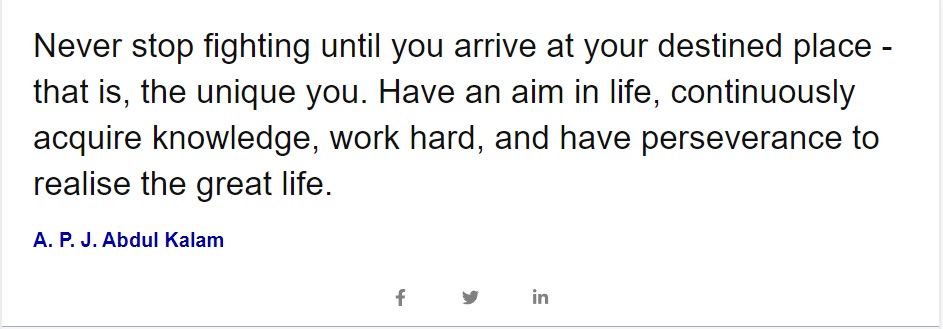 Never stop fighting until you arrive at your destined place -
that is, the unique you. Have an aim in life, continuously
acquire knowledge, work hard, and have perseverance to
realise the great life.
A. P. J. Abdul Kalam